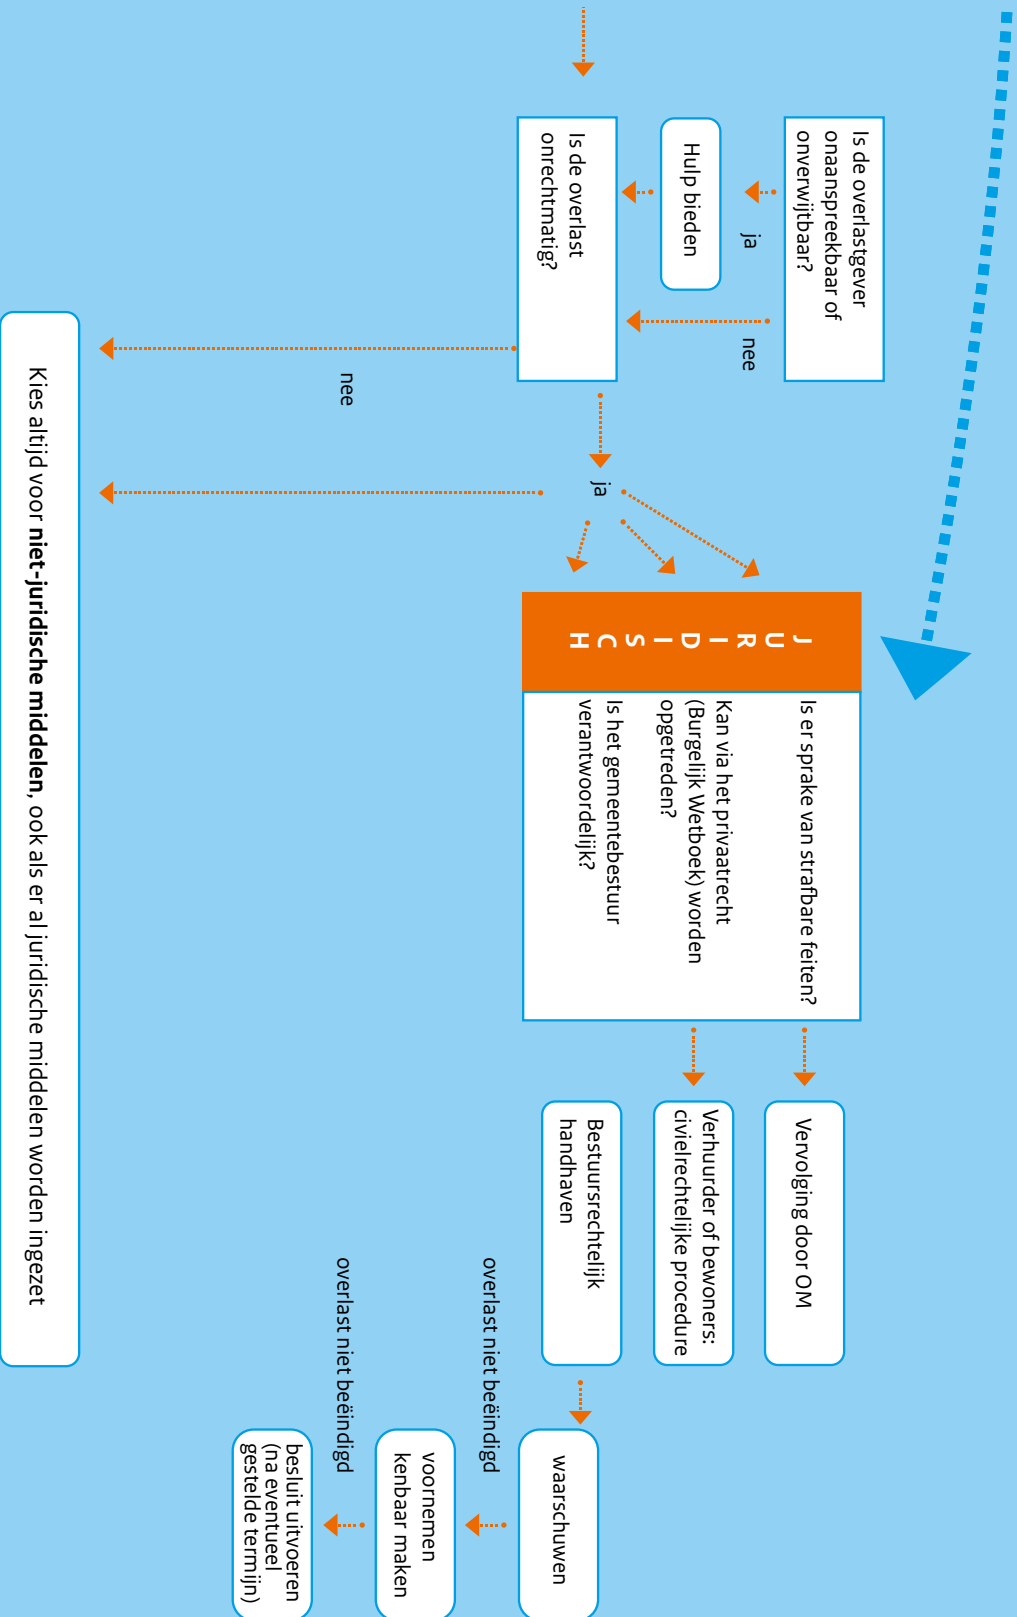 Is de overlastgever
onaanspreekbaar of
onverwijtbaar?
ja
nee
Hulp bieden
Is de overlast
onrechtmatig?
nee
ja
JURIDISCH
Is er sprake van strafbare feiten?
Kan via het privaatrecht
(Burgelijk Wetboek) worden
opgetreden?
Is het gemeentebestuur
verantwoordelijk?
Vervolging door OM
Verhuurder of bewoners:
civielrechtelijke procedure
Bestuursrechtelijk
handhaven
waarschuwen
overlast niet beëindigd
voornemen
kenbaar maken
overlast niet beëindigd
besluit uitvoeren
(na eventueel
gestelde termijn)
Kies altijd voor niet-juridische middelen, ook als er al juridische middelen worden ingezet